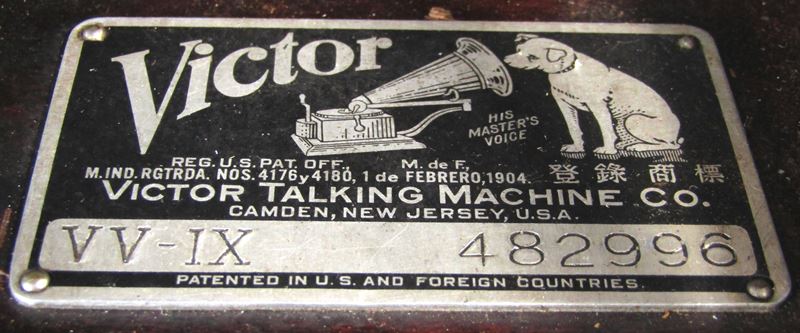 Victor
HIS
MASTER'S
VOICE
REG. U.S. PAT. OFF. M. de F.
M. IND. RGTRDA. NOS. 4176 y 4180, 1 de FEBRERO, 1904. 登錄商標
VICTOR TALKING MACHINE CO.
CAMDEN, NEW JERSEY, U.S.A.
VV-IX 482996
PATENTED IN U.S. AND FOREIGN COUNTRIES.